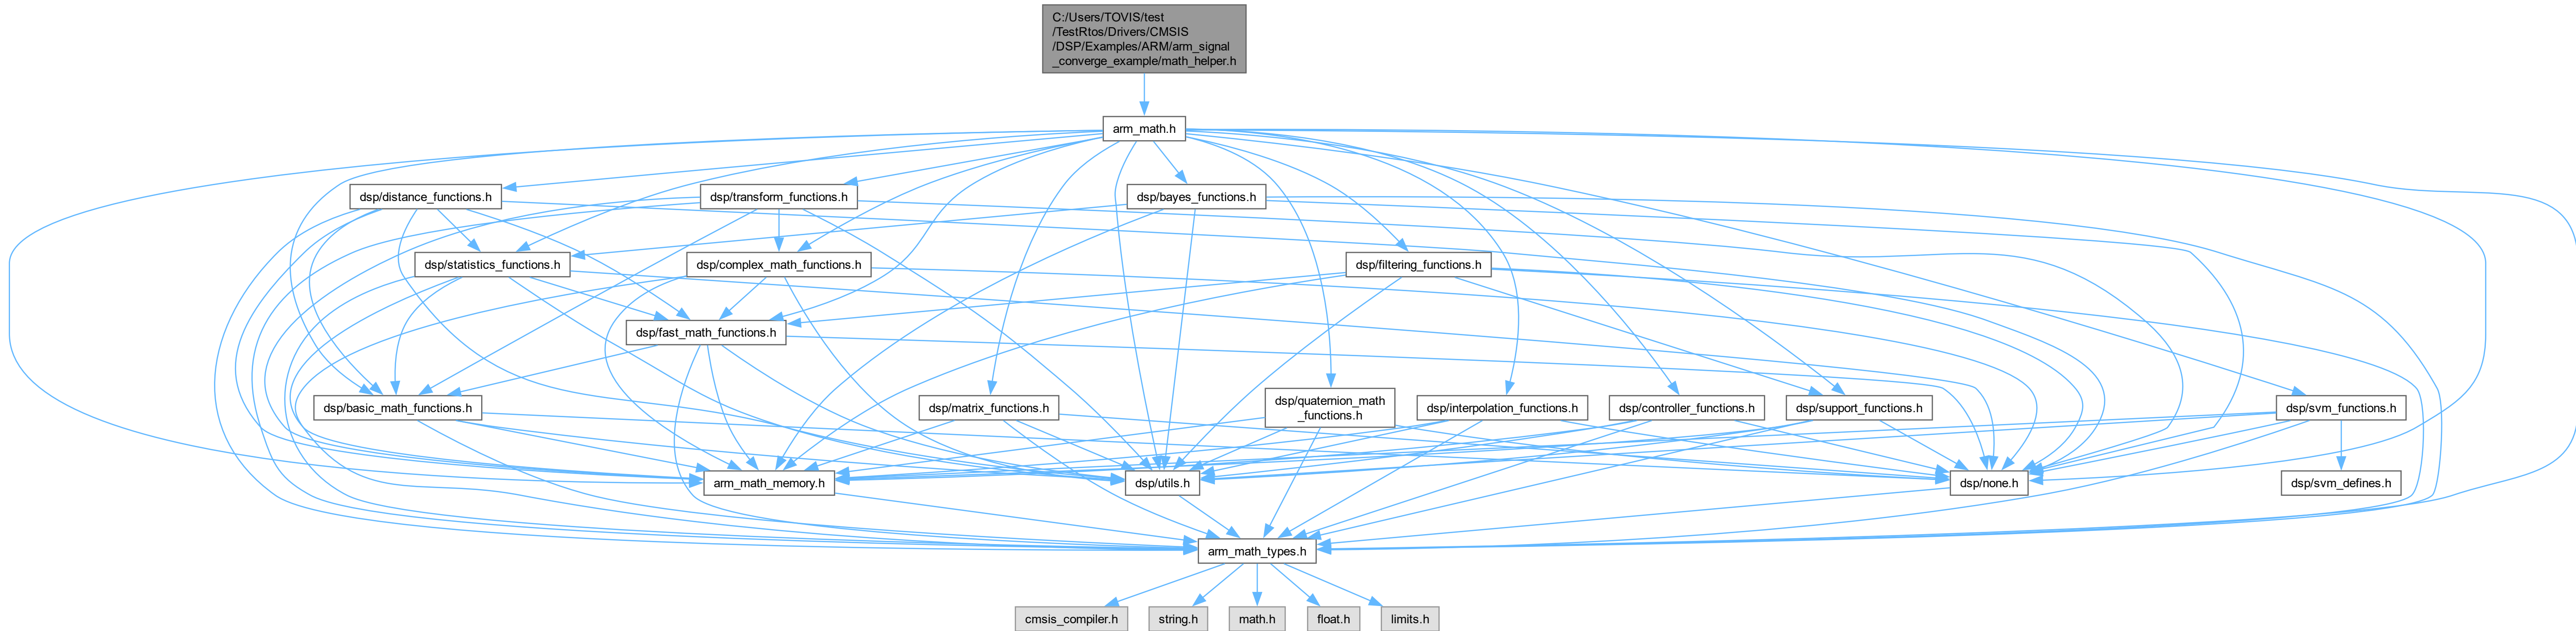 C:/Users/TOVIS/test
/TestRtos/Drivers/CMSIS
/DSP/Examples/ARM/arm_signal
_converge_example/math_helper.h
arm_math.h
dsp/distance_functions.h
dsp/transform_functions.h
dsp/bayes_functions.h
dsp/statistics_functions.h
dsp/complex_math_functions.h
dsp/filtering_functions.h
dsp/fast_math_functions.h
dsp/basic_math_functions.h
dsp/matrix_functions.h
dsp/quaternion_math
_functions.h
dsp/interpolation_functions.h
dsp/controller_functions.h
dsp/support_functions.h
dsp/svm_functions.h
arm_math_memory.h
dsp/utils.h
dsp/none.h
dsp/svm_defines.h
arm_math_types.h
cmsis_compiler.h
string.h
math.h
float.h
limits.h